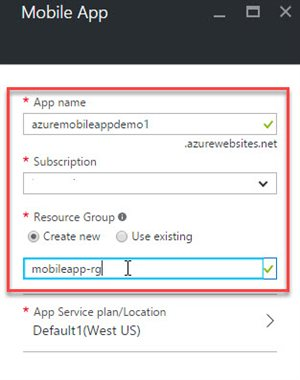 Mobile App
* App name
azuremobileappdemo1
.azurewebsites.net
* Subscription
* Resource Group
Create new Use existing
mobileapp-rg
* App Service plan/Location
Default1(West US)